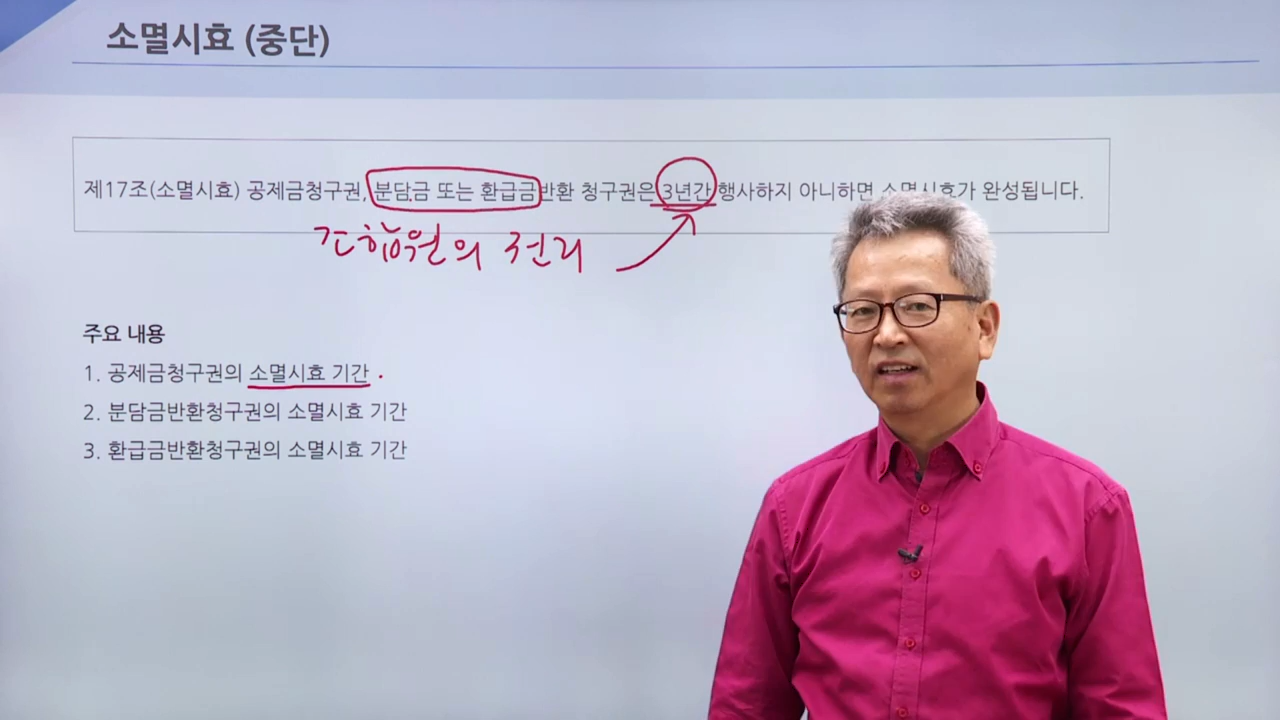 소멸시효 (중단)
제17조(소멸시효) 공제금청구권, 분담금 또는 환급금반환 청구권은 3년간 행사하지 아니하면 소멸시효가 완성됩니다.
조합원의 권리
주요 내용
1. 공제금청구권의 소멸시효 기간
2. 분담금반환청구권의 소멸시효 기간
3. 환급금반환청구권의 소멸시효 기간